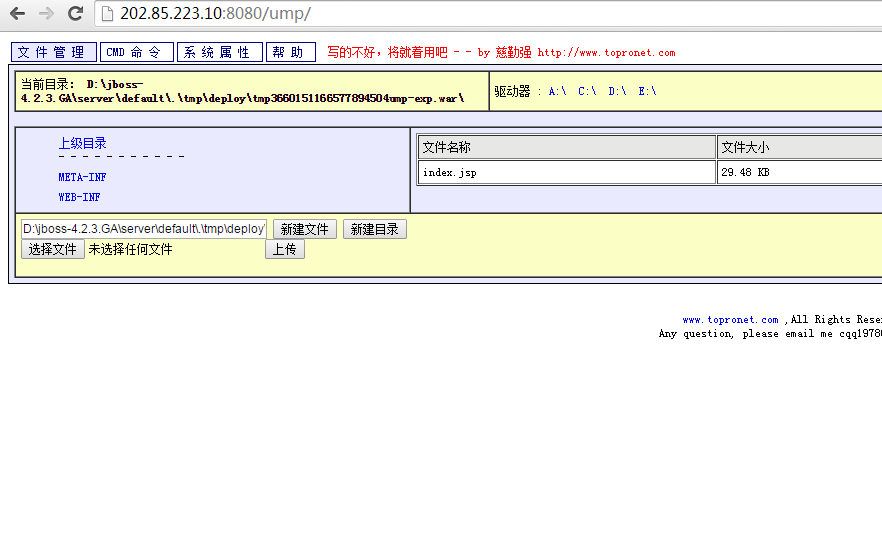 202.85.223.10:8080/ump/
文件管理 CMD命令 系统属性 帮助 写的不好，将就着用吧 - - by 慈勤强 http://www.topronet.com
当前目录： D:\jboss-
4.2.3.GA\server\default\.\tmp\deploy\tmp3660151166577894504ump-exp.war\
驱动器 : A:\ C:\ D:\ E:\
上级目录
- - - - - - - - - - -
META-INF
WEB-INF
文件名称 文件大小
index.jsp 29.48 KB
D:\jboss-4.2.3.GA\server\default\.\tmp\deploy\ 新建文件 新建目录
选择文件 未选择任何文件 上传
www.topronet.com ,All Rights Rese
Any question, please email me cqq1978